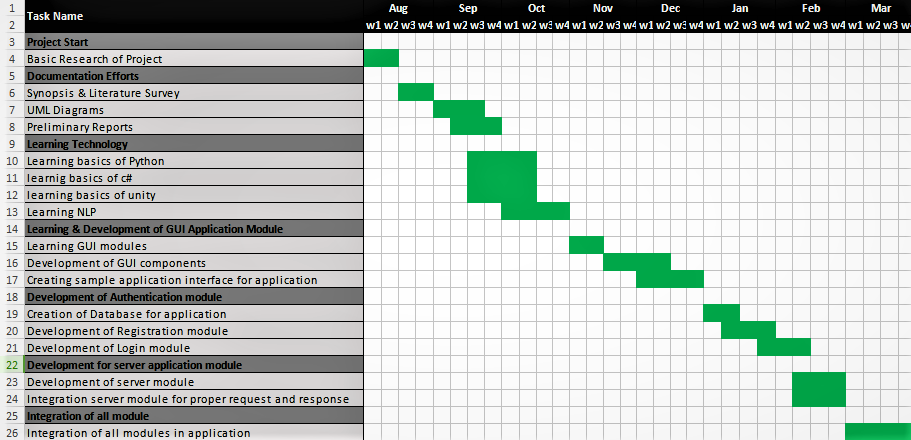 1 Aug Sep Oct Nov Dec Jan Feb Mar
2 Task Name w1 w2 w3 w4 w1 w2 w3 w4 w1 w2 w3 w4 w1 w2 w3 w4 w1 w2 w3 w4 w1 w2 w3 w4 w1 w2 w3 w4 w1 w2 w3 w
3 Project Start
4 Basic Research of Project
5 Documentation Efforts
6 Synopsis & Literature Survey
7 UML Diagrams
8 Preliminary Reports
9 Learning Technology
10 Learning basics of Python
11 learnig basics of c#
12 learning basics of unity
13 Learning NLP
14 Learning & Development of GUI Application Module
15 Learning GUI modules
16 Development of GUI components
17 Creating sample application interface for application
18 Development of Authentication module
19 Creation of Database for application
20 Development of Registration module
21 Development of Login module
22 Development for server application module
23 Development of server module
24 Integration server module for proper request and response
25 Integration of all module
26 Integration of all modules in application